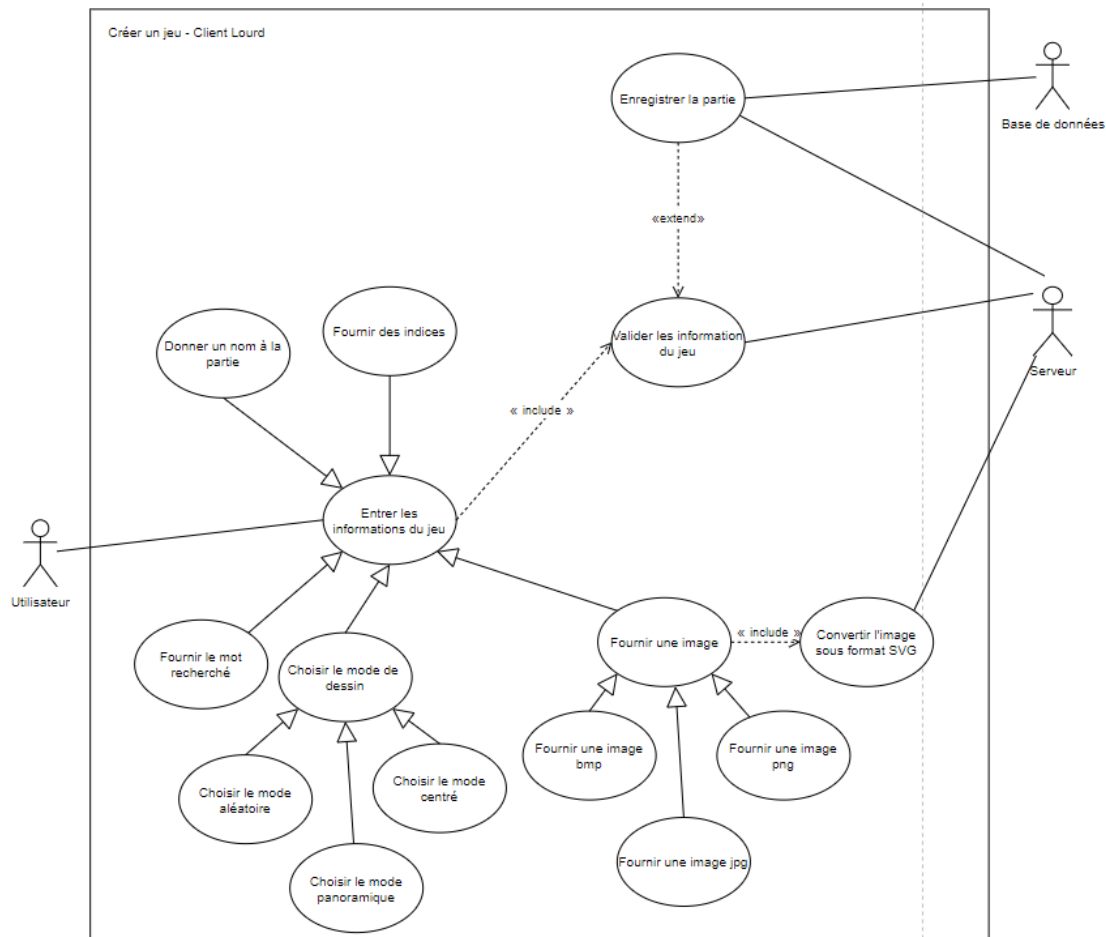 Créer un jeu - Client Lourd
Enregistrer la partie
Base de données
«extend»
Fournir des indices
Donner un nom à la
partie
Valider les information
du jeu
Serveur
« include »
Entrer les
informations du jeu
Utilisateur
Fournir le mot
recherché
Choisir le mode de
dessin
Fournir une image
« include »
Convertir l'image
sous format SVG
Choisir le mode
aléatoire
Choisir le mode
centré
Fournir une image
bmp
Fournir une image
png
Choisir le mode
panoramique
Fournir une image jpg